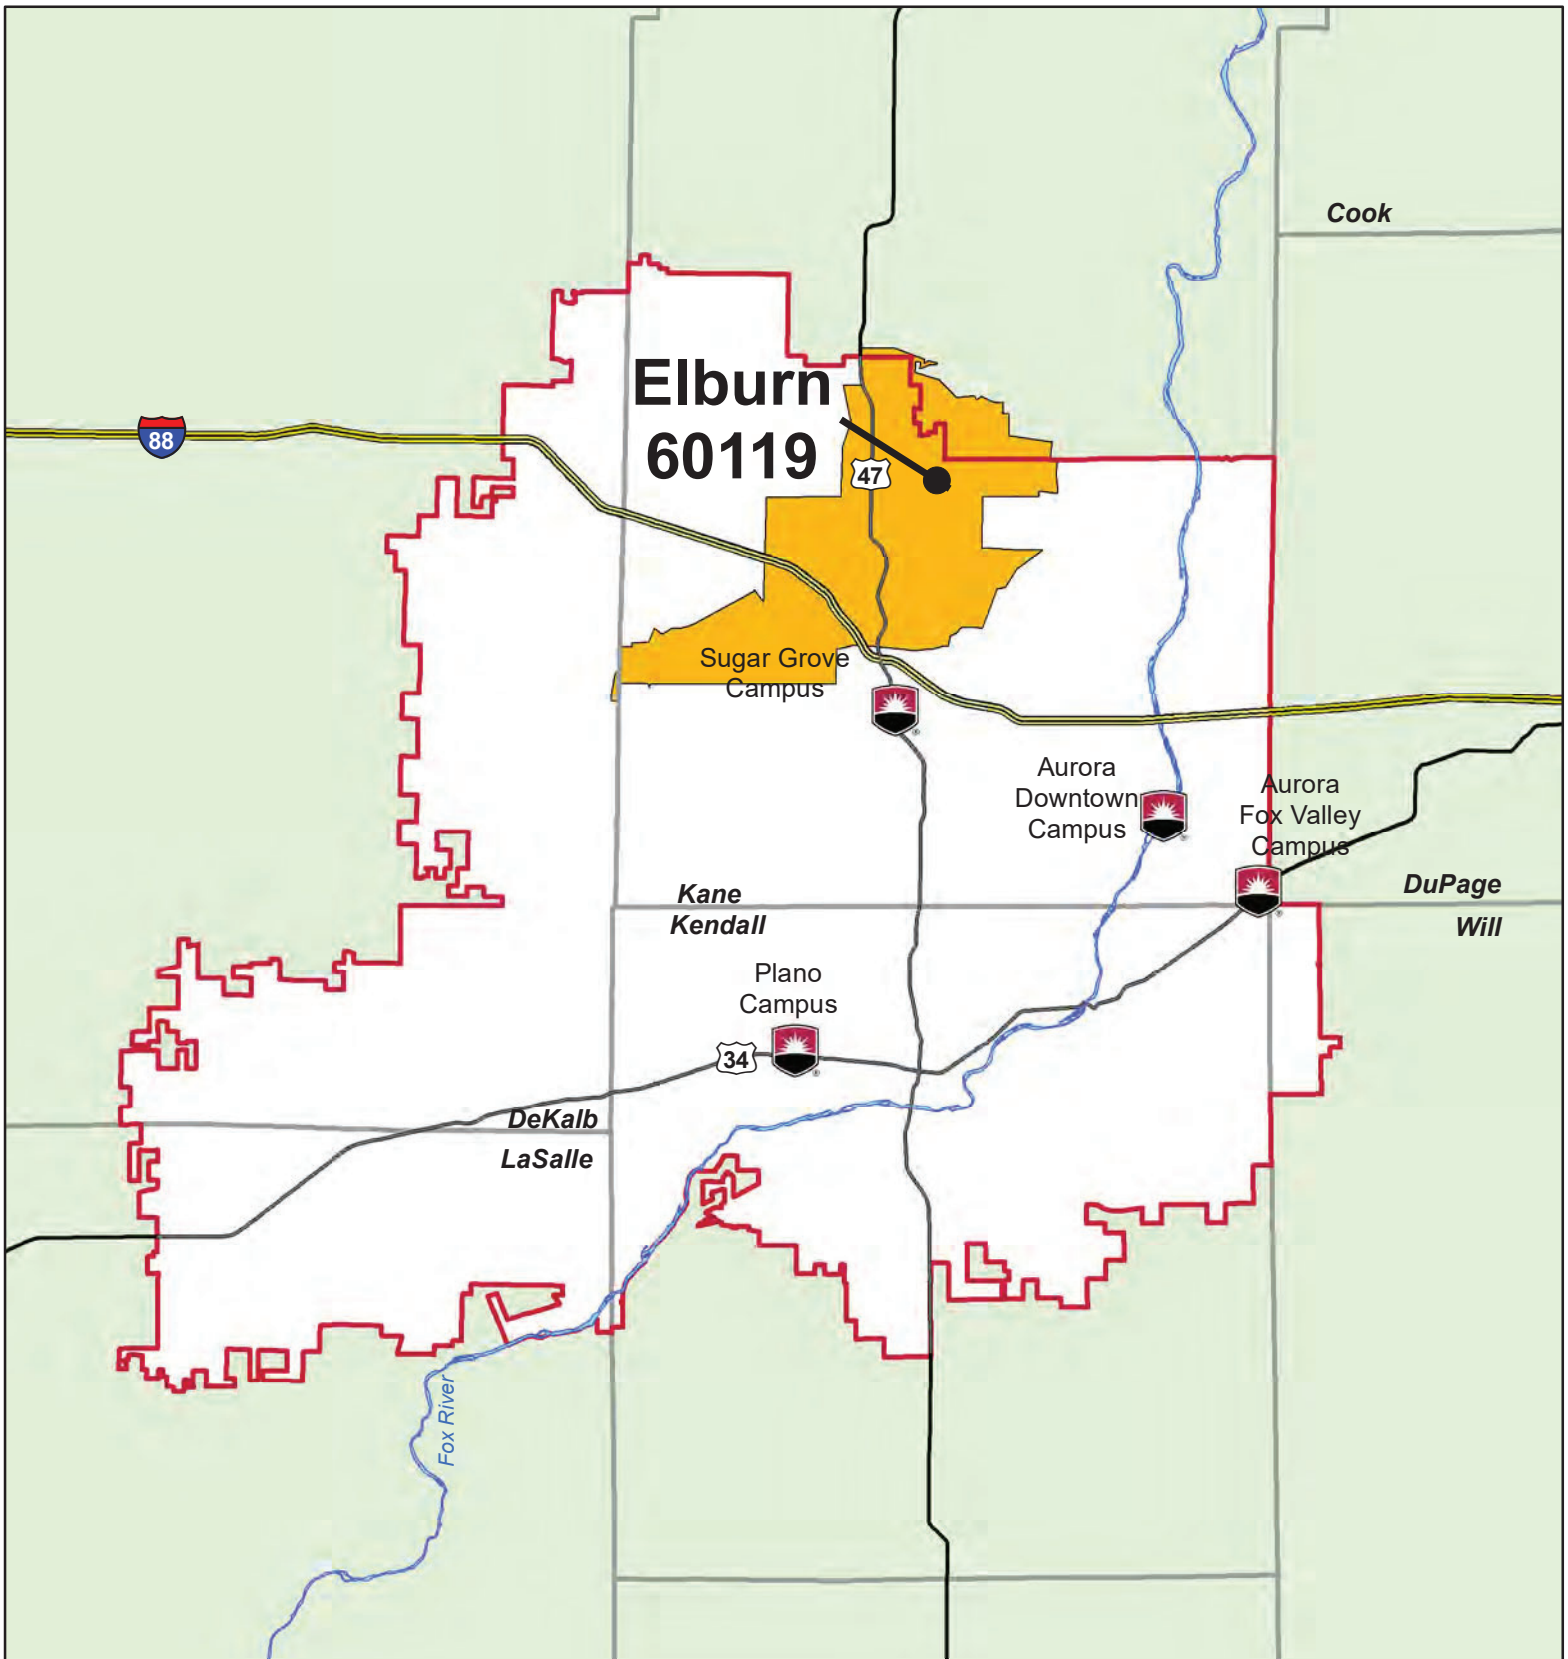 Cook
Elburn
60119
88
47
Sugar Grove
Campus
Aurora
Downtown
Campus
Aurora
Fox Valley
Campus
Kane
Kendall
DuPage
Will
Plano
Campus
34
DeKalb
LaSalle
Fox River